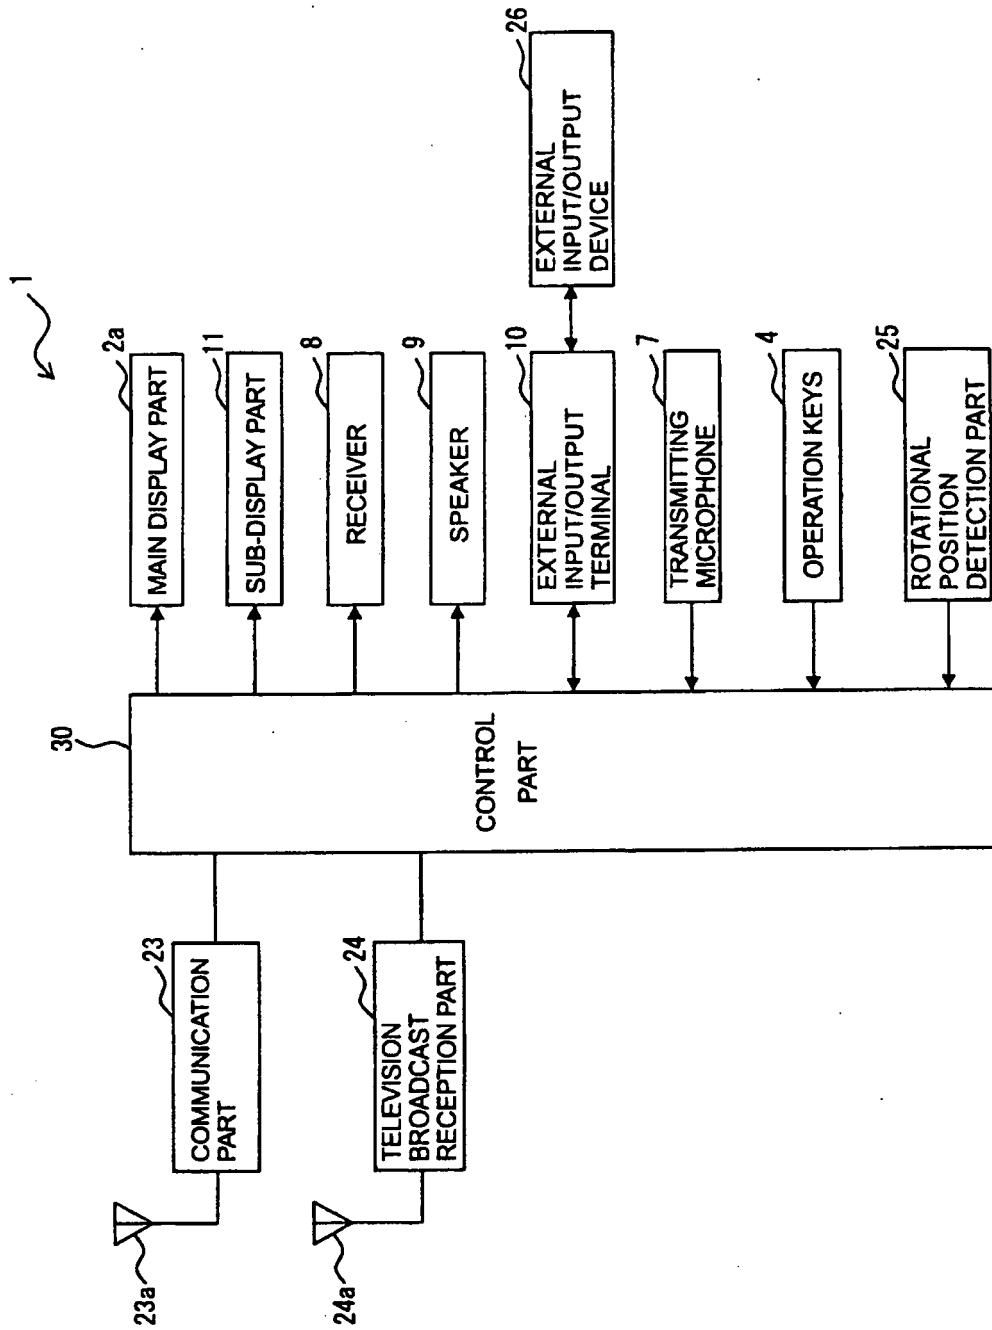 1
23a
23
COMMUNICATION
PART
24a
24
TELEVISION
BROADCAST
RECEPTION PART
30
CONTROL
PART
2a
MAIN DISPLAY PART
11
SUB-DISPLAY PART
8
RECEIVER
9
SPEAKER
10
EXTERNAL
INPUT/OUTPUT
TERMINAL
26
EXTERNAL
INPUT/OUTPUT
DEVICE
7
TRANSMITTING
MICROPHONE
4
OPERATION KEYS
25
ROTATIONAL
POSITION
DETECTION PART